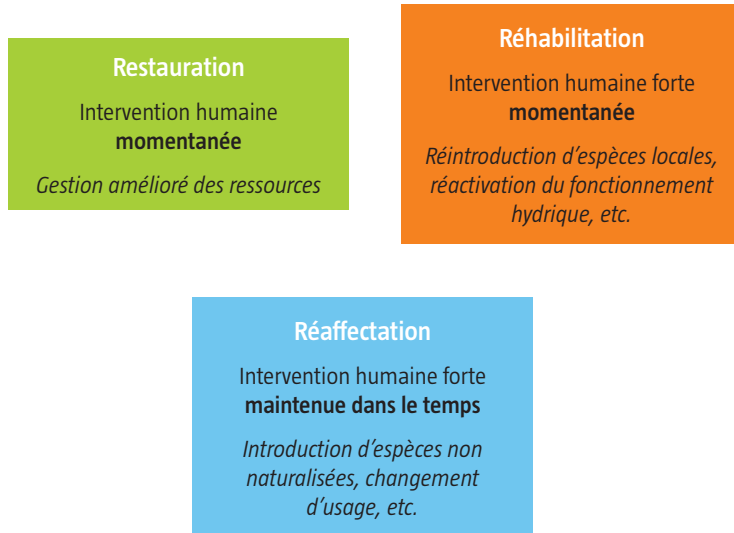 Restauration
Intervention humaine
momentanée
Gestion amélioré des ressources
Réhabilitation
Intervention humaine forte
momentanée
Réintroduction d'espèces locales,
réactivation du fonctionnement
hydrique, etc.
Réaffectation
Intervention humaine forte
maintenue dans le temps
Introduction d'espèces non
naturalisées, changement
d'usage, etc.